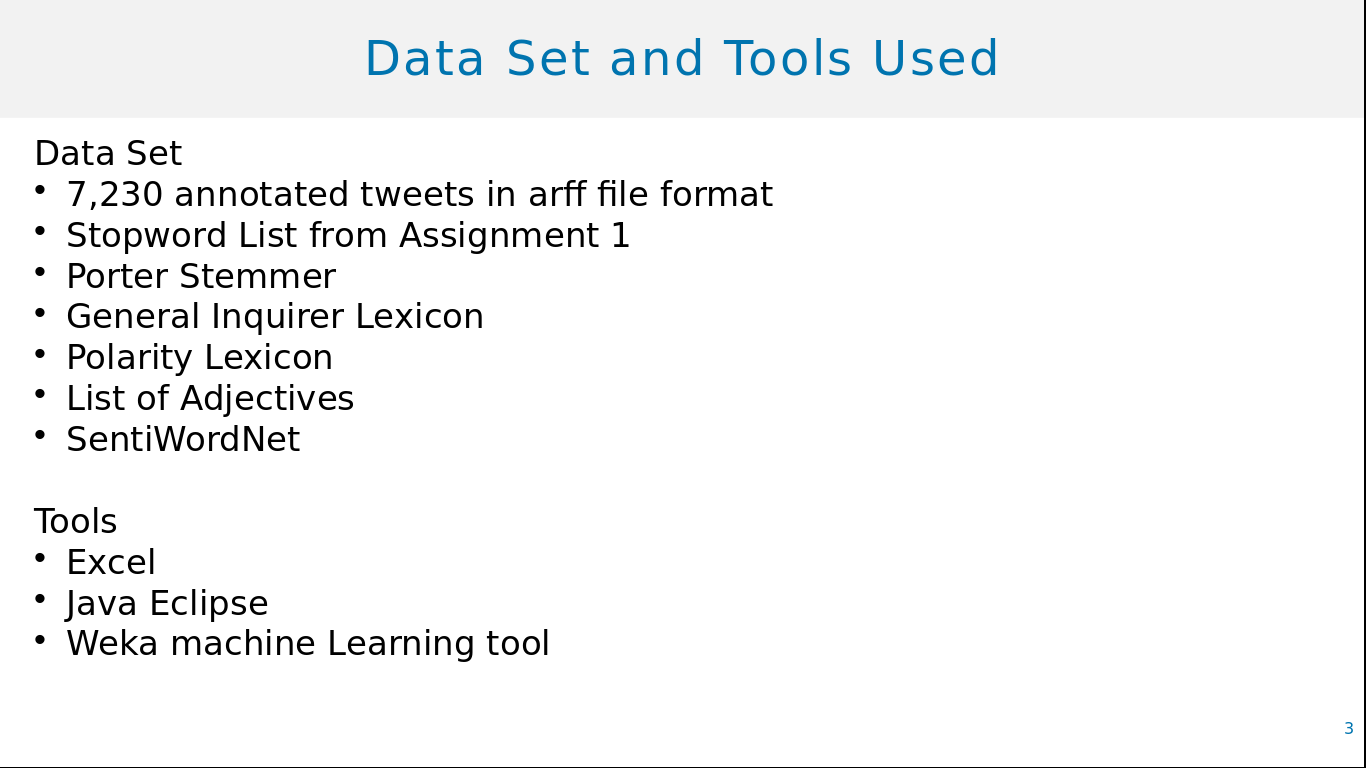 Data Set and Tools Used
Data Set
• 7,230 annotated tweets in arff file format
• Stopword List from Assignment 1
• Porter Stemmer
• General Inquirer Lexicon
• Polarity Lexicon
• List of Adjectives
• SentiWordNet
Tools
• Excel
• Java Eclipse
• Weka machine Learning tool
3